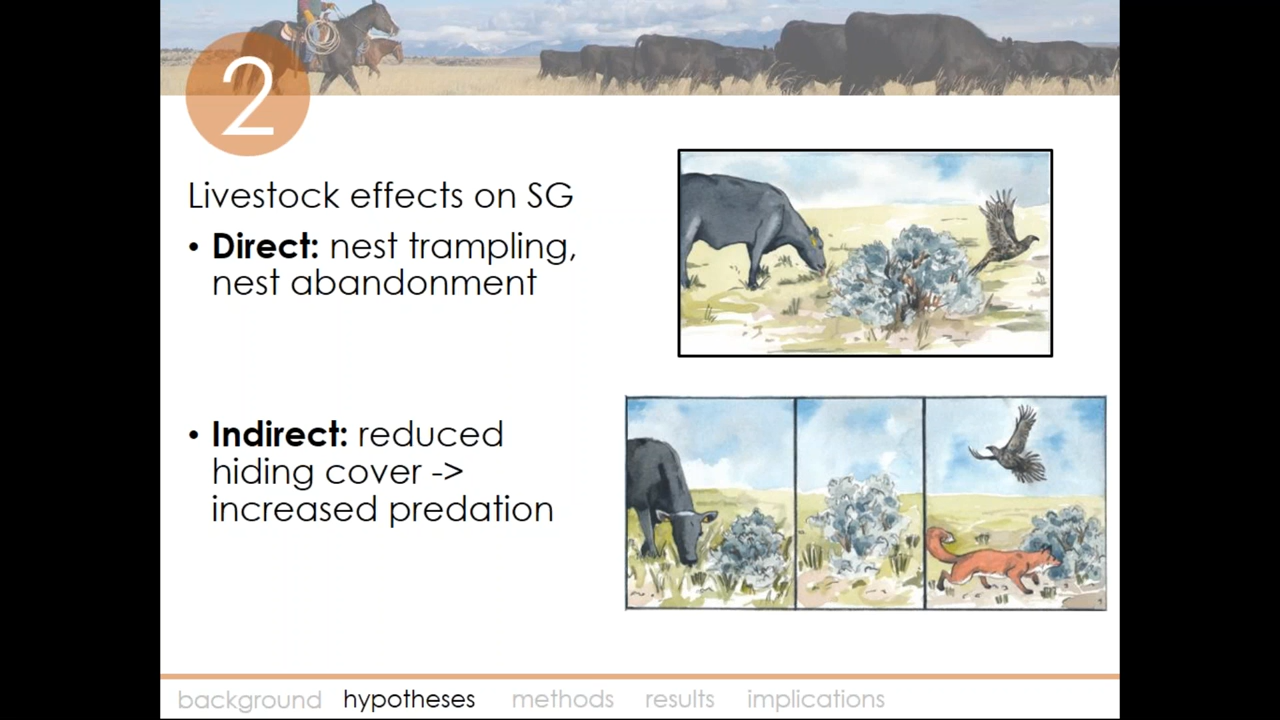 2
Livestock effects on SG
• Direct: nest trampling,
nest abandonment
• Indirect: reduced
hiding cover ->
increased predation
background hypotheses methods results implications